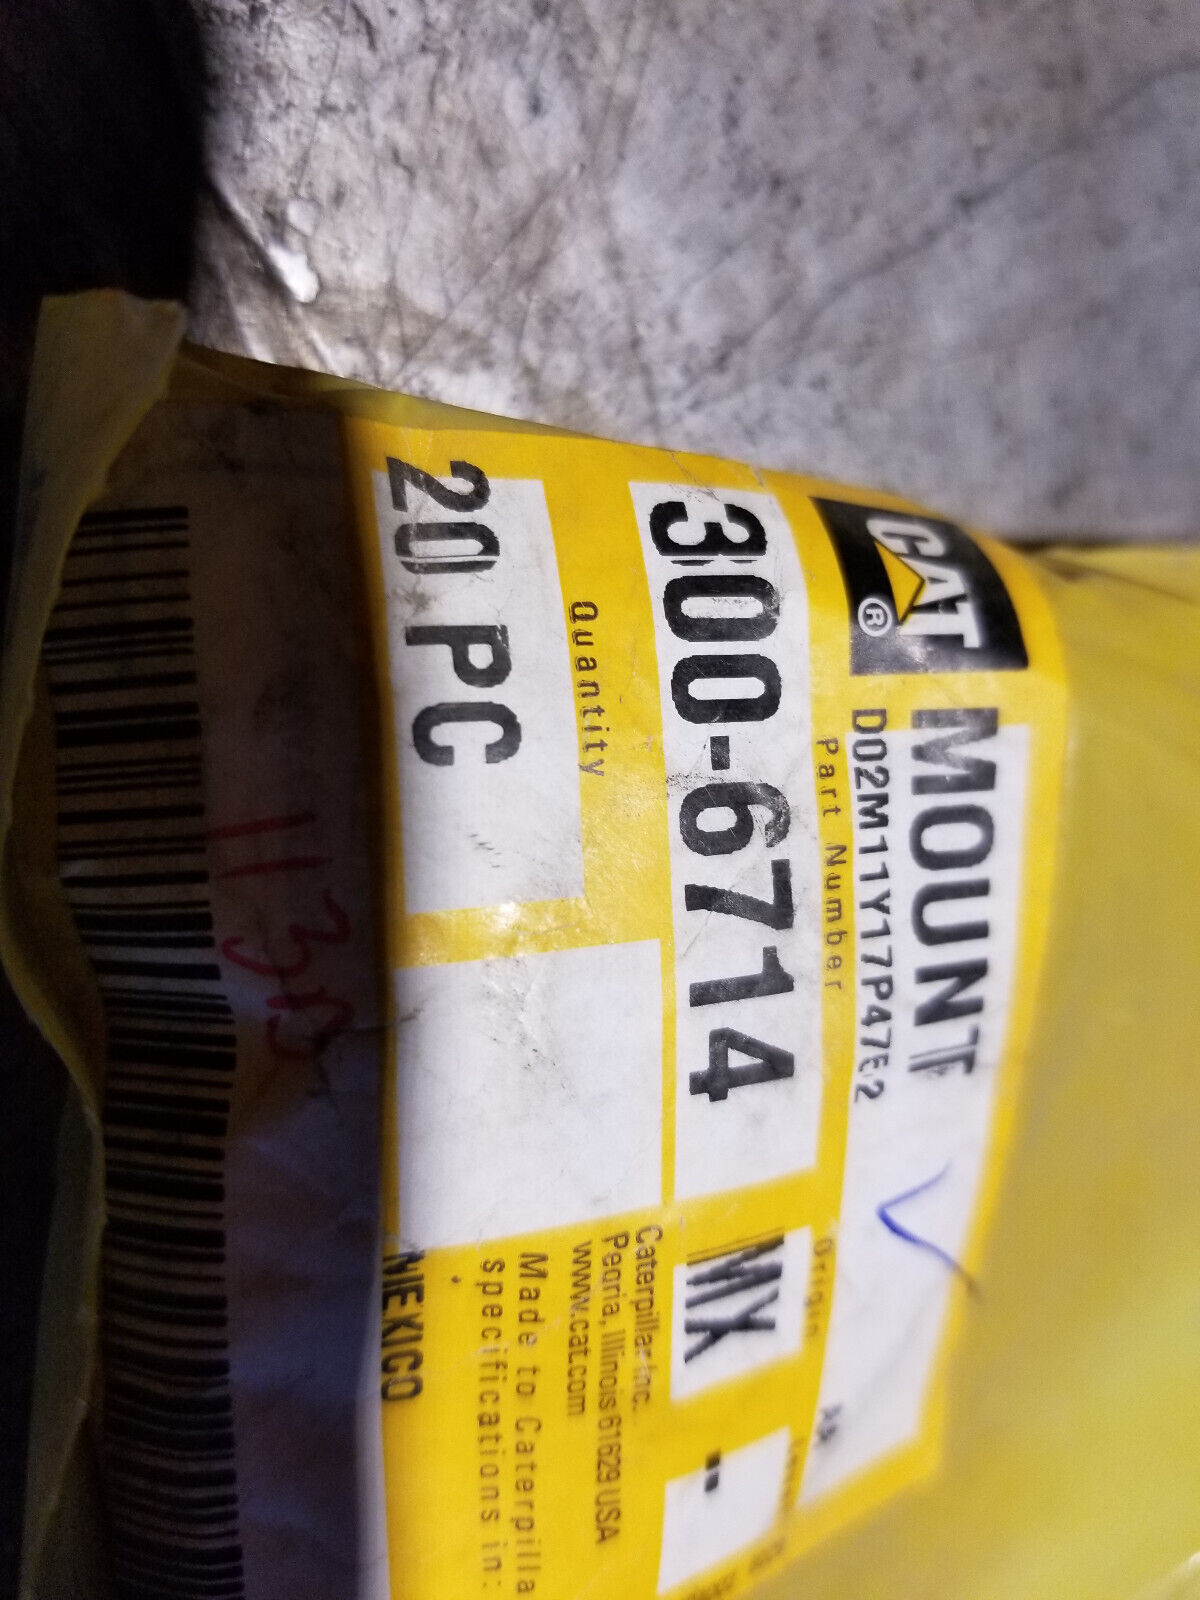 CAT®
MOUNT
D02M11Y17P47E2
Part Number
Origin
300-6714
MX
--
Quantity
20 PC
Caterpillar Inc.
Peoria, Illinois 61629 USA
www.cat.com
Made to Caterpilla
specifications in:
MEXICO